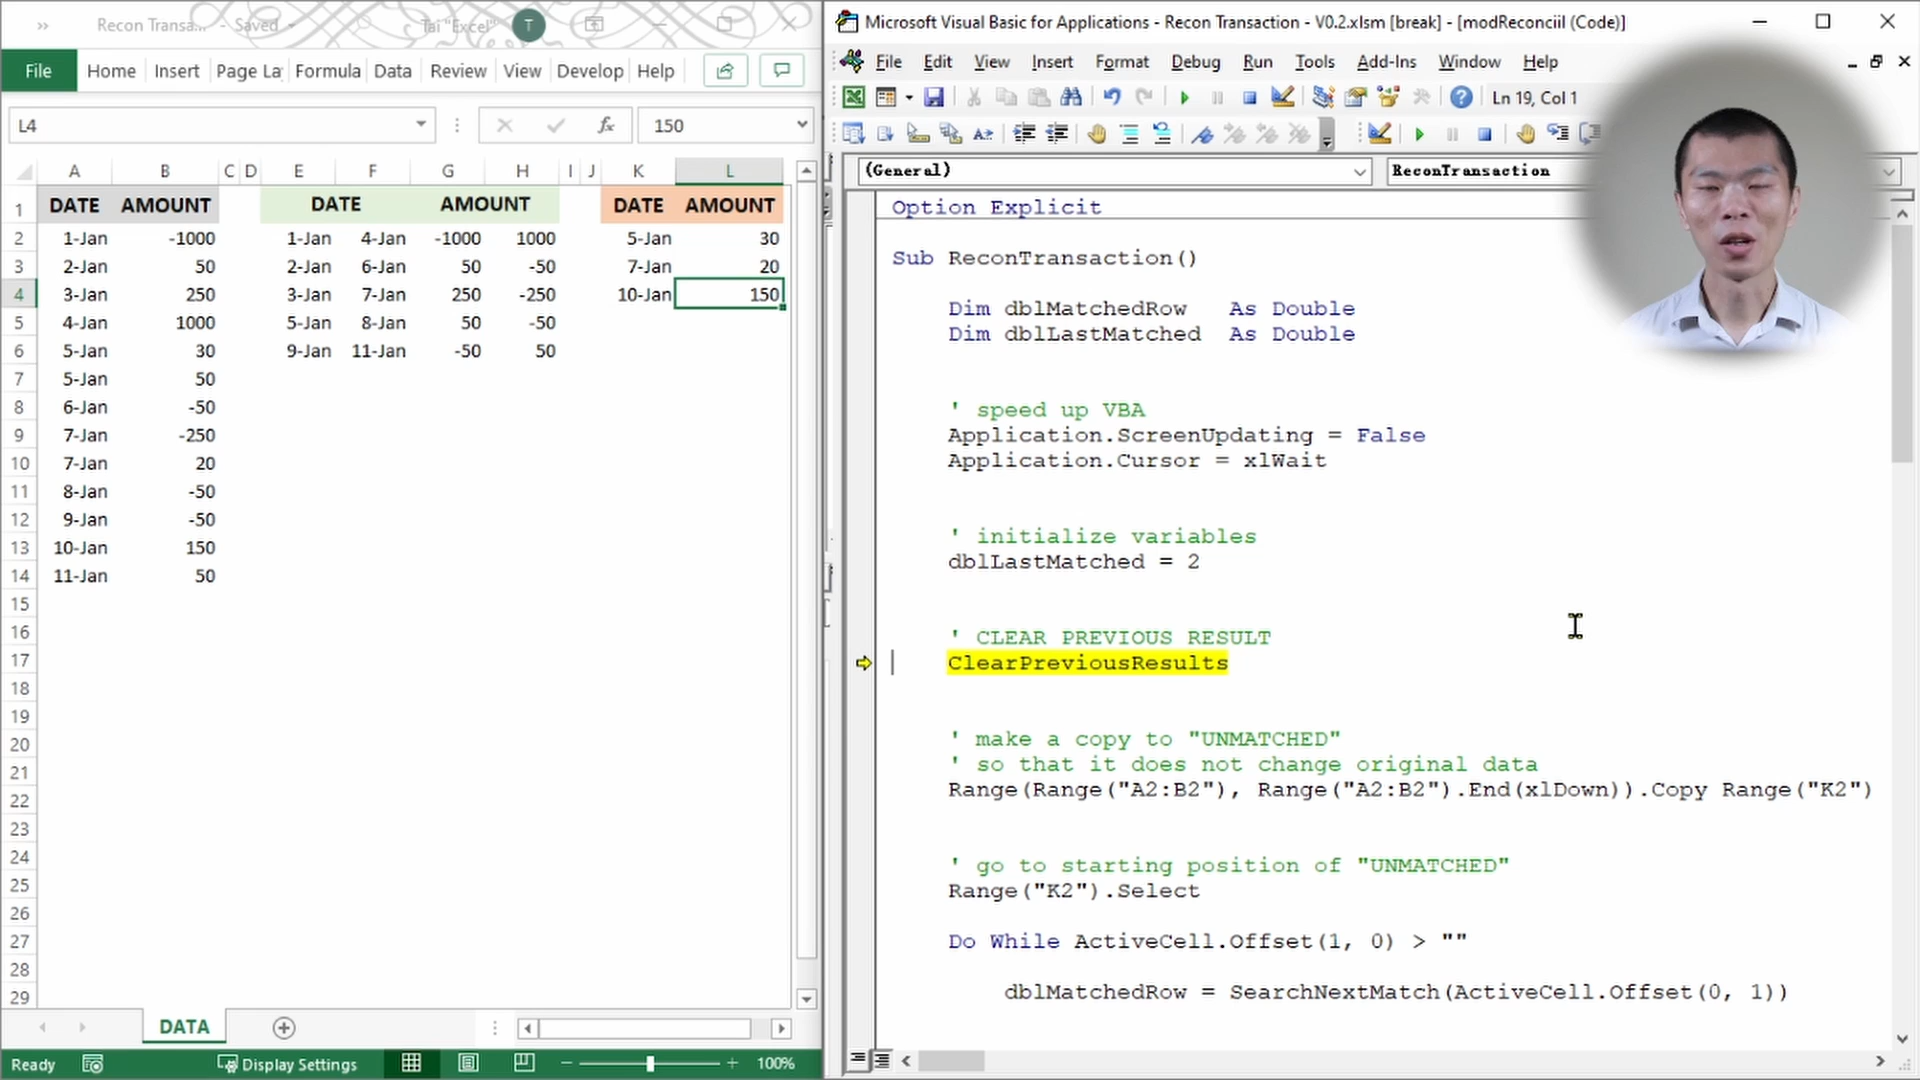 Recon Transa... - Saved
Tai "Excel" T
File Home Insert Page La Formula Data Review View Develop Help
L4 fx 150
A B C D E F G H I J K L
1 DATE AMOUNT DATE AMOUNT DATE AMOUNT
2 1-Jan -1000 1-Jan 4-Jan -1000 1000 5-Jan 30
3 2-Jan 50 2-Jan 6-Jan 50 -50 7-Jan 20
4 3-Jan 250 3-Jan 7-Jan 250 -250 10-Jan 150
5 4-Jan 1000 5-Jan 8-Jan 50 -50
6 5-Jan 30 9-Jan 11-Jan -50 50
7 5-Jan 50
8 6-Jan -50
9 7-Jan -250
10 7-Jan 20
11 8-Jan -50
12 9-Jan -50
13 10-Jan 150
14 11-Jan 50
15
16
17
18
19
20
21
22
23
24
25
26
27
28
29
DATA
Ready Display Settings 100%
Microsoft Visual Basic for Applications - Recon Transaction - V0.2.xlsm [break] - [modReconciil (Code)]
File Edit View Insert Format Debug Run Tools Add-Ins Window Help
Ln 19, Col 1
(General) ReconTransaction
Option Explicit
Sub ReconTransaction()
Dim dblMatchedRow As Double
Dim dblLastMatched As Double
' speed up VBA
Application.ScreenUpdating = False
Application.Cursor = xlWait
' initialize variables
dblLastMatched = 2
' CLEAR PREVIOUS RESULT
ClearPreviousResults
' make a copy to "UNMATCHED"
' so that it does not change original data
Range(Range("A2:B2"), Range("A2:B2").End(xlDown)).Copy Range("K2")
' go to starting position of "UNMATCHED"
Range("K2").Select
Do While ActiveCell.Offset(1, 0) > ""
dblMatchedRow = SearchNextMatch(ActiveCell.Offset(0, 1))